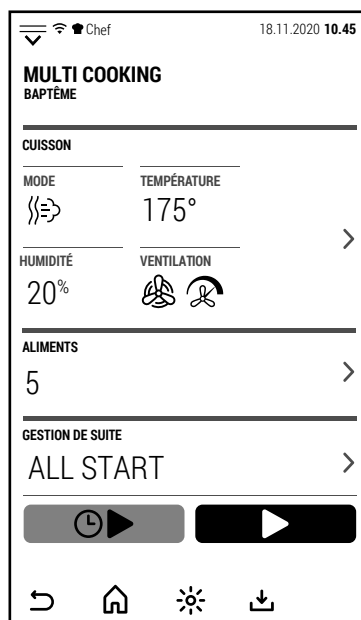 Chef 18.11.2020 10.45
MULTI COOKING
BAPTÊME
CUISSON
MODE TEMPÉRATURE
175°
HUMIDITÉ VENTILATION
20%
ALIMENTS
5
GESTION DE SUITE
ALL START